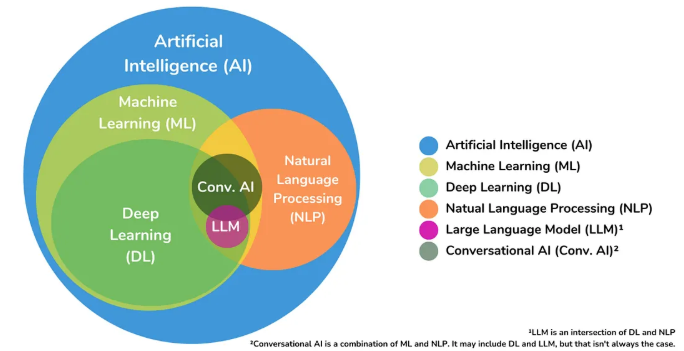 Artificial
Intelligence (AI)
Machine
Learning (ML)
Natural
Language
Processing
(NLP)
Conv. AI
Deep
Learning
(DL)
LLM
Artificial Intelligence (AI)
Machine Learning (ML)
Deep Learning (DL)
Natual Language Processing (NLP)
Large Language Model (LLM)¹
Conversational AI (Conv. AI)²
¹LLM is an intersection of DL and NLP
²Conversational AI is a combination of ML and NLP. It may include DL and LLM, but that isn't always the case.